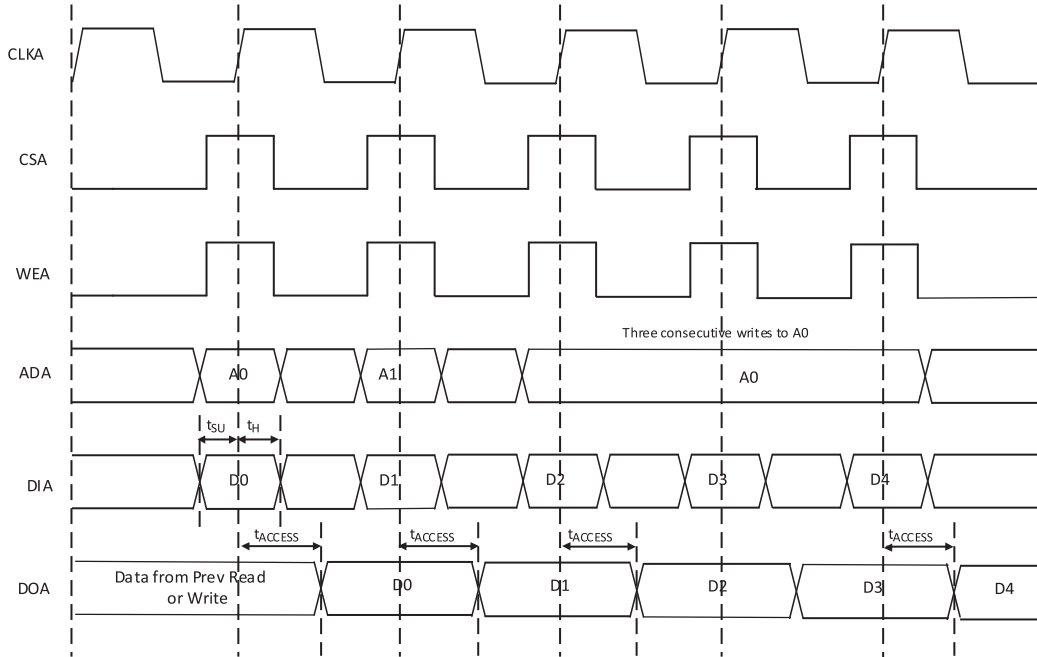 CLKA
CSA
WEA
Three consecutive writes to A0
ADA
A0
A1
A0
tSU
tH
DIA
D0
D1
D2
D3
D4
tACCESS
tACCESS
tACCESS
tACCESS
DOA
Data from Prev Read
or Write
D0
D1
D2
D3
D4